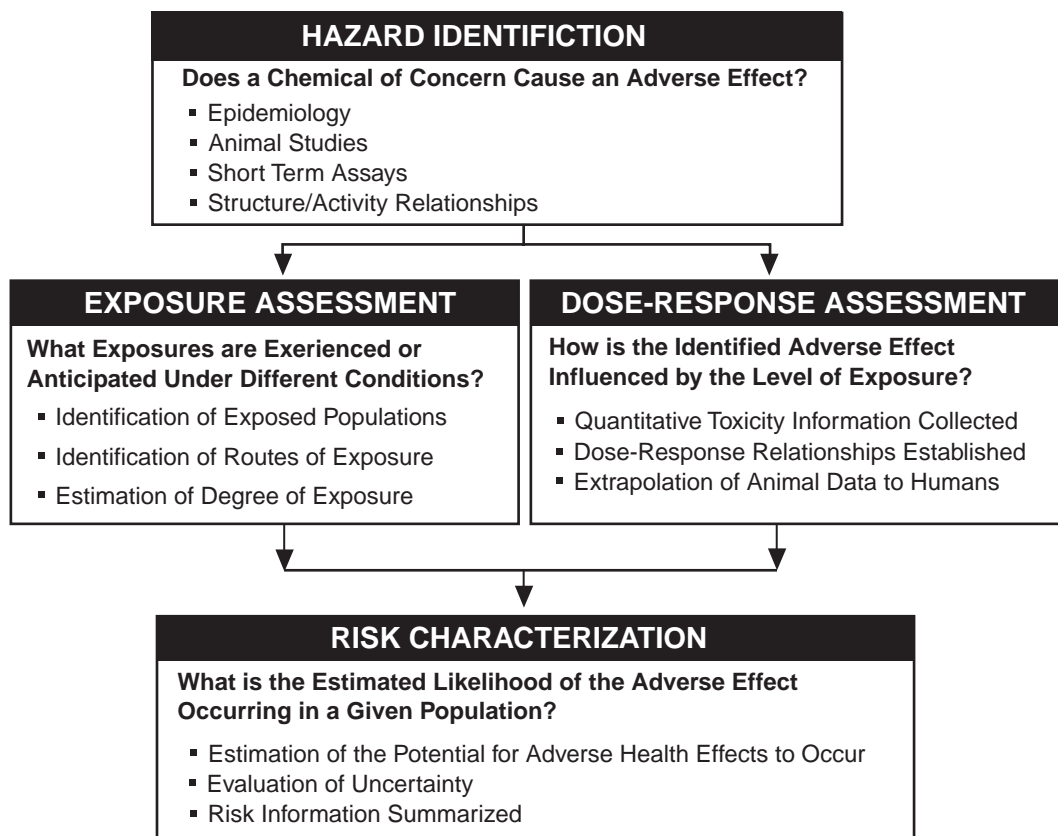 HAZARD IDENTIFICTION
Does a Chemical of Concern Cause an Adverse Effect?
▪ Epidemiology
▪ Animal Studies
▪ Short Term Assays
▪ Structure/Activity Relationships
EXPOSURE ASSESSMENT
What Exposures are Exerienced or
Anticipated Under Different Conditions?
▪ Identification of Exposed Populations
▪ Identification of Routes of Exposure
▪ Estimation of Degree of Exposure
DOSE-RESPONSE ASSESSMENT
How is the Identified Adverse Effect
Influenced by the Level of Exposure?
▪ Quantitative Toxicity Information Collected
▪ Dose-Response Relationships Established
▪ Extrapolation of Animal Data to Humans
RISK CHARACTERIZATION
What is the Estimated Likelihood of the Adverse Effect
Occurring in a Given Population?
▪ Estimation of the Potential for Adverse Health Effects to Occur
▪ Evaluation of Uncertainty
▪ Risk Information Summarized